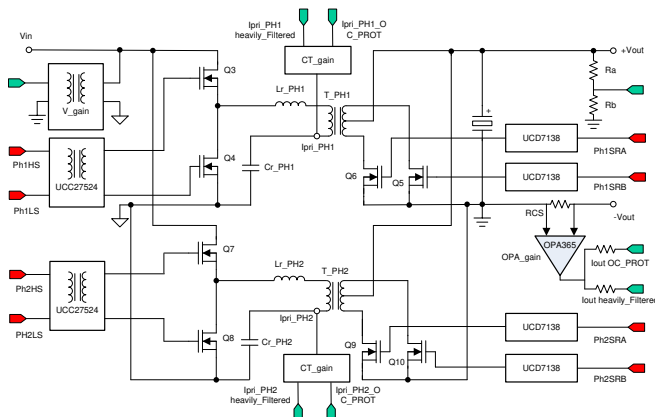 Ipri_PH1
heavily_Filtered
Ipri_PH1_O
C_PROT
Vin
CT_gain
+Vout
Q3
Ra
Lr_PH1
T_PH1
V_gain
Rb
+
Ph1HS
Q4
Ipri_PH1
UCD7138
Ph1SRA
Ph1LS
UCC27524
Cr_PH1
Q6
Q5
UCD7138
Ph1SRB
RCS
-Vout
Q7
OPA365
OPA_gain
Iout OC_PROT
Lr_PH2
T_PH2
Ph2HS
UCC27524
Iout heavily_Filtered
Ipri_PH2
PH2LS
Q8
Cr_PH2
Q9
Q10
UCD7138
Ph2SRA
CT_gain
UCD7138
Ph2SRB
Ipri_PH2
heavily_Filtered
Ipri_PH2_O
C_PROT